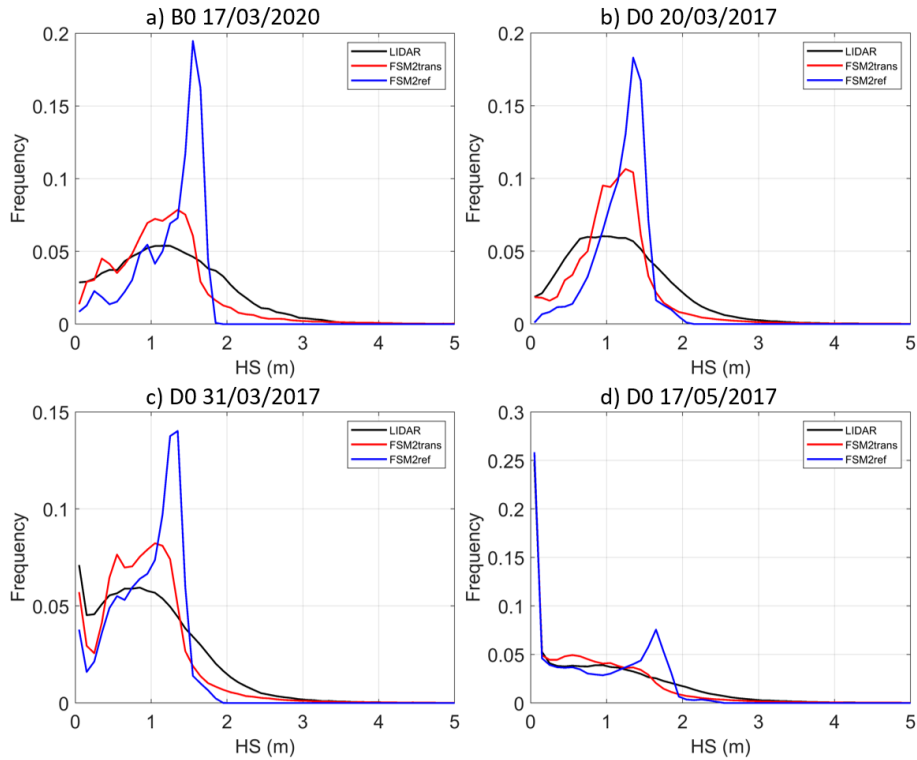 a) B0 17/03/2020
0.2
0.15
0.1
0.05
0
Frequency
0 1 2 3 4 5
HS (m)
LIDAR
FSM2trans
FSM2ref
b) D0 20/03/2017
0.2
0.15
0.1
0.05
0
Frequency
0 1 2 3 4 5
HS (m)
LIDAR
FSM2trans
FSM2ref
c) D0 31/03/2017
0.15
0.1
0.05
0
Frequency
0 1 2 3 4 5
HS (m)
LIDAR
FSM2trans
FSM2ref
d) D0 17/05/2017
0.3
0.25
0.2
0.15
0.1
0.05
0
Frequency
0 1 2 3 4 5
HS (m)
LIDAR
FSM2trans
FSM2ref